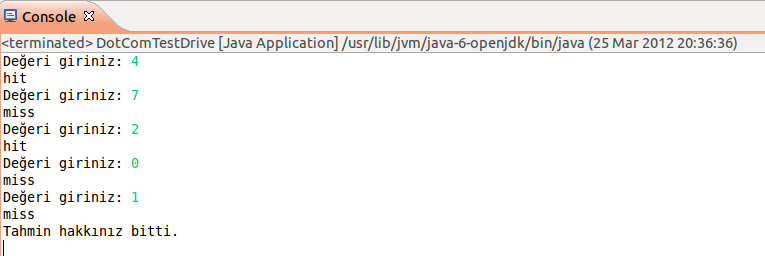 Console
<terminated> DotComTestDrive [Java Application] /usr/lib/jvm/java-6-openjdk/bin/java (25 Mar 2012 20:36:36)
Değeri giriniz: 4
hit
Değeri giriniz: 7
miss
Değeri giriniz: 2
hit
Değeri giriniz: 0
miss
Değeri giriniz: 1
miss
Tahmin hakkınız bitti.